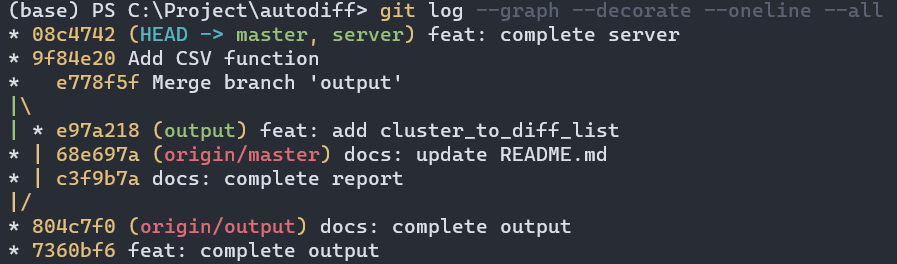 (base) PS C:\Project\autodiff> git log --graph --decorate --oneline --all
* 08c4742 (HEAD -> master, server) feat: complete server
* 9f84e20 Add CSV function
*   e778f5f Merge branch 'output'
|\
| * e97a218 (output) feat: add cluster_to_diff_list
* | 68e697a (origin/master) docs: update README.md
* | c3f9b7a docs: complete report
|/
* 804c7f0 (origin/output) docs: complete output
* 7360bf6 feat: complete output